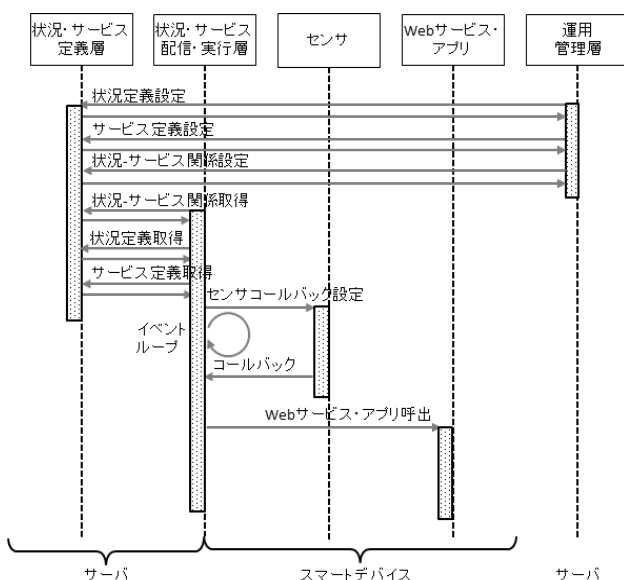 状況・サービス
定義層
状況・サービス
配信・実行層
センサ
Webサービス・
アプリ
運用
管理層
状況定義設定
サービス定義設定
状況-サービス関係設定
状況-サービス関係取得
状況定義取得
サービス定義取得
センサコールバック設定
イベント
ループ
コールバック
Webサービス・アプリ呼出
サーバ
スマートデバイス
サーバ